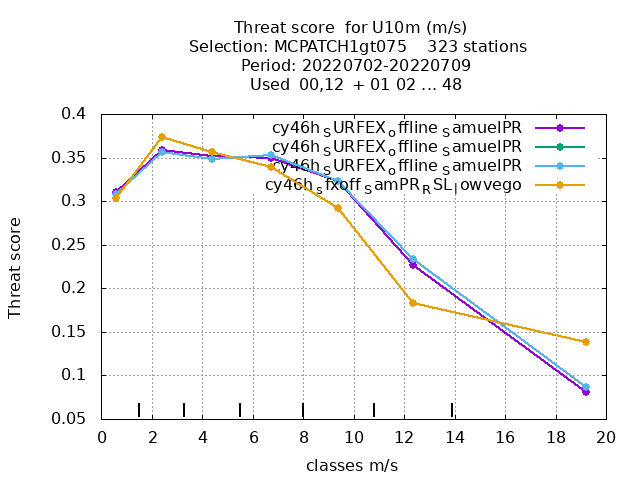 Threat score  for U10m (m/s)
Selection: MCPATCH1gt075    323 stations
Period: 20220702-20220709
Used  00,12  + 01 02 ... 48
cy46h_SURFEX_offline_SamuelPR
cy46h_SURFEX_offline_SamuelPR
cy46h_SURFEX_offline_SamuelPR
cy46h_sfxoff_SamPR_RSL_lowvego
0.4
0.35
0.3
0.25
0.2
0.15
0.1
0.05
Threat score
0 2 4 6 8 10 12 14 16 18 20
classes m/s